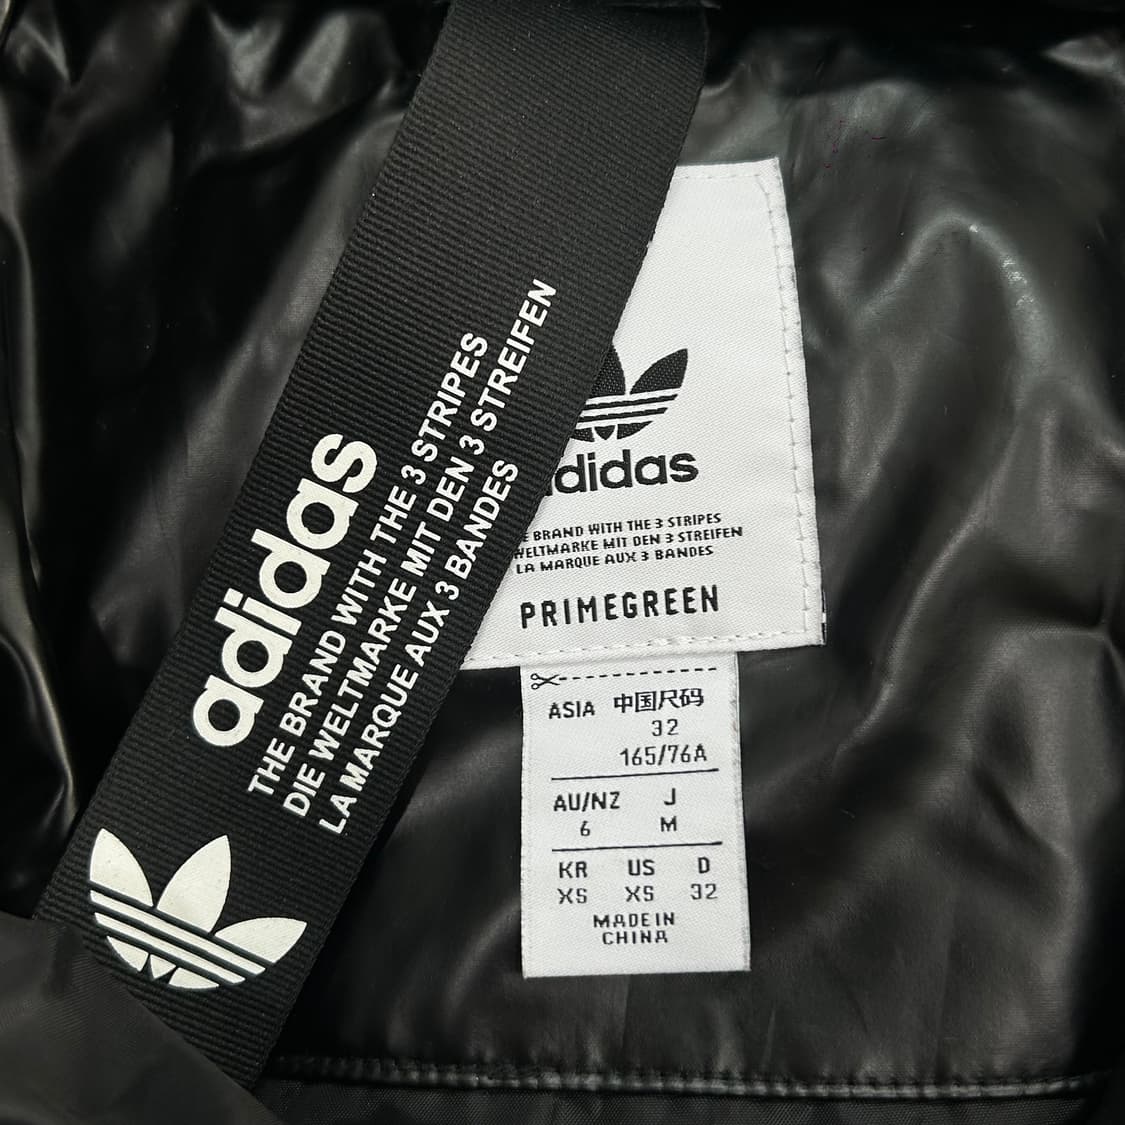 adidas
THE BRAND WITH THE 3 STRIPES
DIE WELTMARKE MIT DEN 3 STREIFEN
LA MARQUE AUX 3 BANDES
didas
BRAND WITH THE 3 STRIPES
WELTMARKE MIT DEN 3 STREIFEN
LA MARQUE AUX 3 BANDES
PRIMEGREEN
ASIA 中国尺码
32
165/76A
AU/NZ J
6 M
KR US D
XS XS 32
MADE IN
CHINA